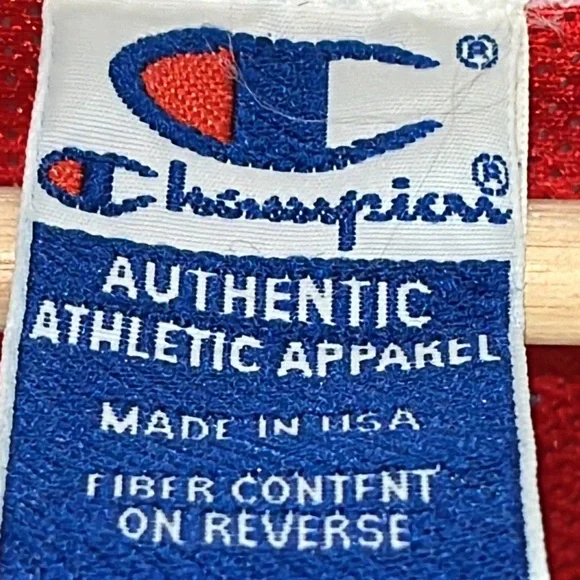 ®
Champion®
AUTHENTIC
ATHLETIC APPAREL
MADE IN USA
FIBER CONTENT
ON REVERSE